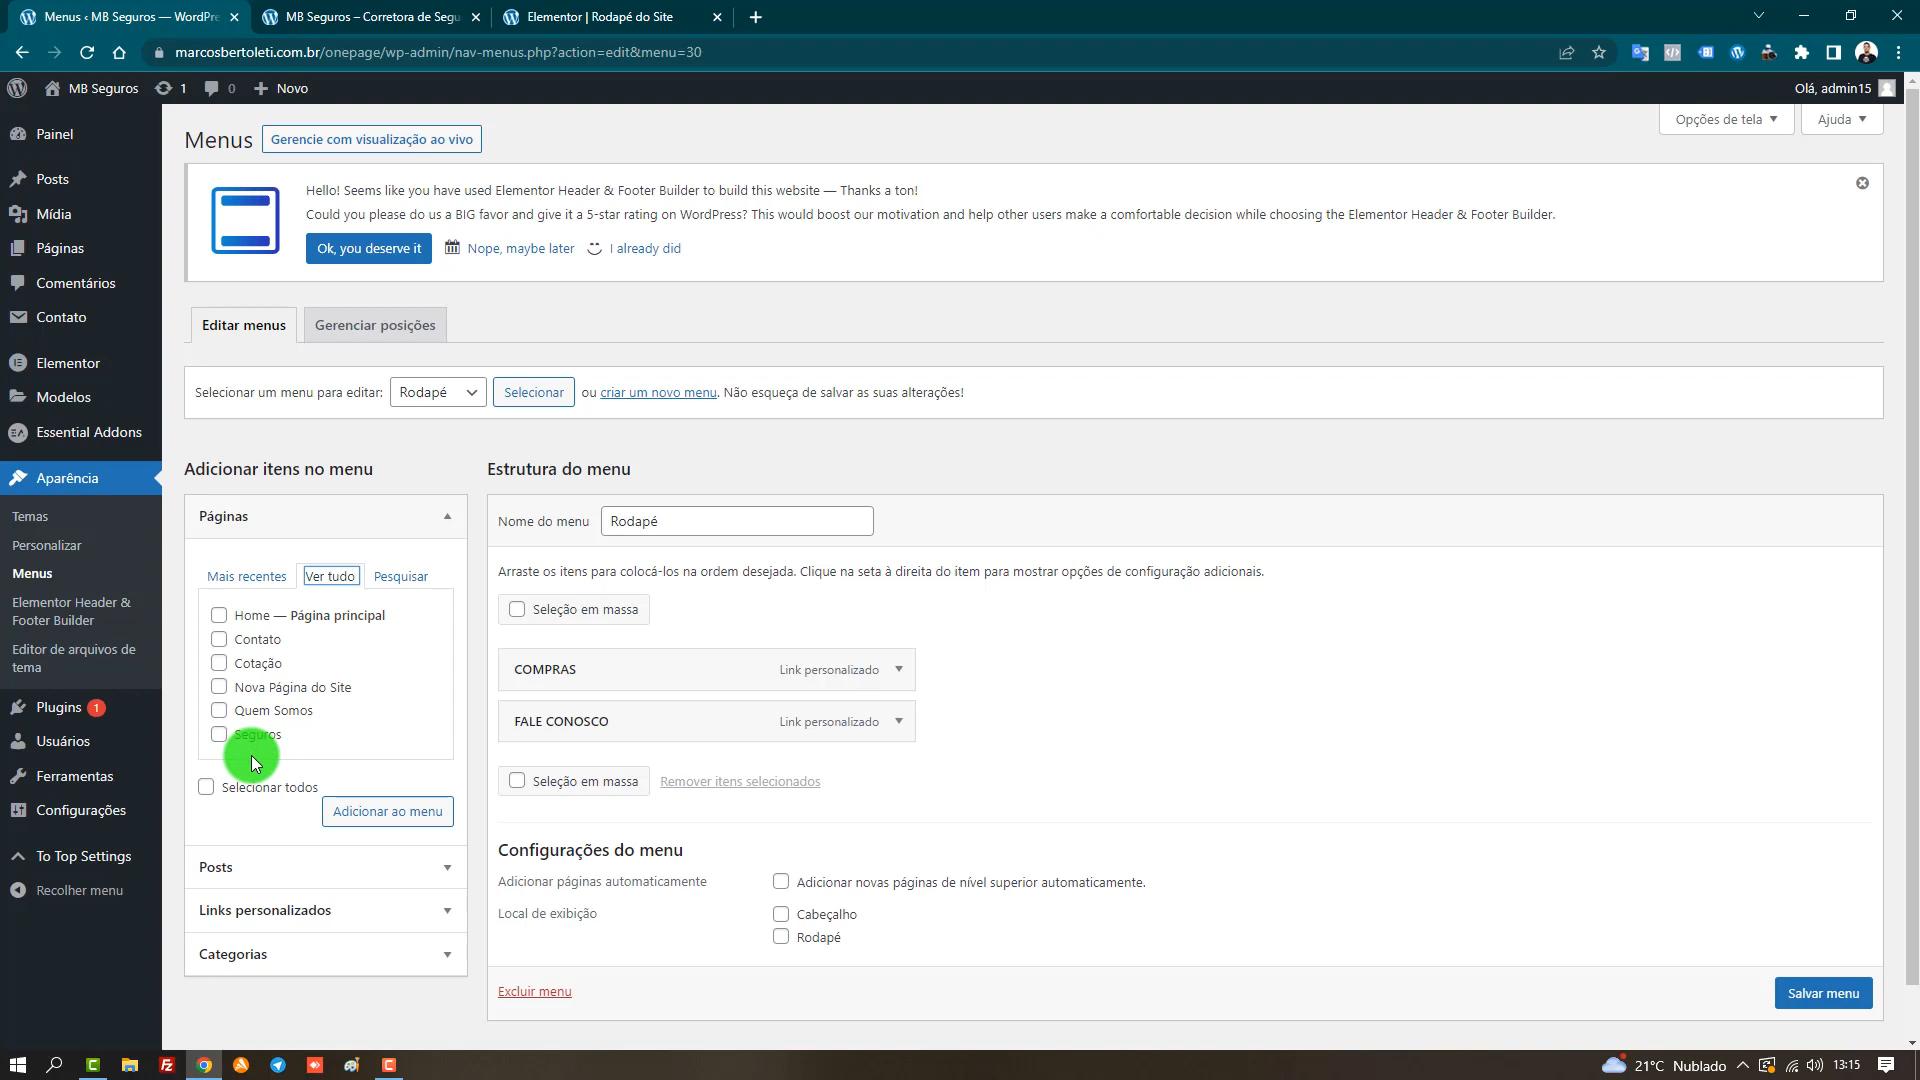 Menus ‹ MB Seguros — WordPre
MB Seguros – Corretora de Segu
Elementor | Rodapé do Site
marcosbertoleti.com.br/onepage/wp-admin/nav-menus.php?action=edit&menu=30
MB Seguros
1
0
Novo
Olá, admin15
Painel
Posts
Mídia
Páginas
Comentários
Contato
Elementor
Modelos
Essential Addons
Aparência
Temas
Personalizar
Menus
Elementor Header &
Footer Builder
Editor de arquivos de
tema
Plugins 1
Usuários
Ferramentas
Configurações
To Top Settings
Recolher menu
Opções de tela
Ajuda
Menus
Gerencie com visualização ao vivo
Hello! Seems like you have used Elementor Header & Footer Builder to build this website — Thanks a ton!
Could you please do us a BIG favor and give it a 5-star rating on WordPress? This would boost our motivation and help other users make a comfortable decision while choosing the Elementor Header & Footer Builder.
Ok, you deserve it
Nope, maybe later
I already did
Editar menus
Gerenciar posições
Selecionar um menu para editar: Rodapé Selecionar ou criar um novo menu. Não esqueça de salvar as suas alterações!
Adicionar itens no menu
Páginas
Mais recentes
Ver tudo
Pesquisar
Home — Página principal
Contato
Cotação
Nova Página do Site
Quem Somos
Seguros
Selecionar todos
Adicionar ao menu
Posts
Links personalizados
Categorias
Estrutura do menu
Nome do menu Rodapé
Arraste os itens para colocá-los na ordem desejada. Clique na seta à direita do item para mostrar opções de configuração adicionais.
Seleção em massa
COMPRAS Link personalizado
FALE CONOSCO Link personalizado
Seleção em massa Remover itens selecionados
Configurações do menu
Adicionar páginas automaticamente
Adicionar novas páginas de nível superior automaticamente.
Local de exibição
Cabeçalho
Rodapé
Excluir menu
Salvar menu
21°C Nublado
13:15